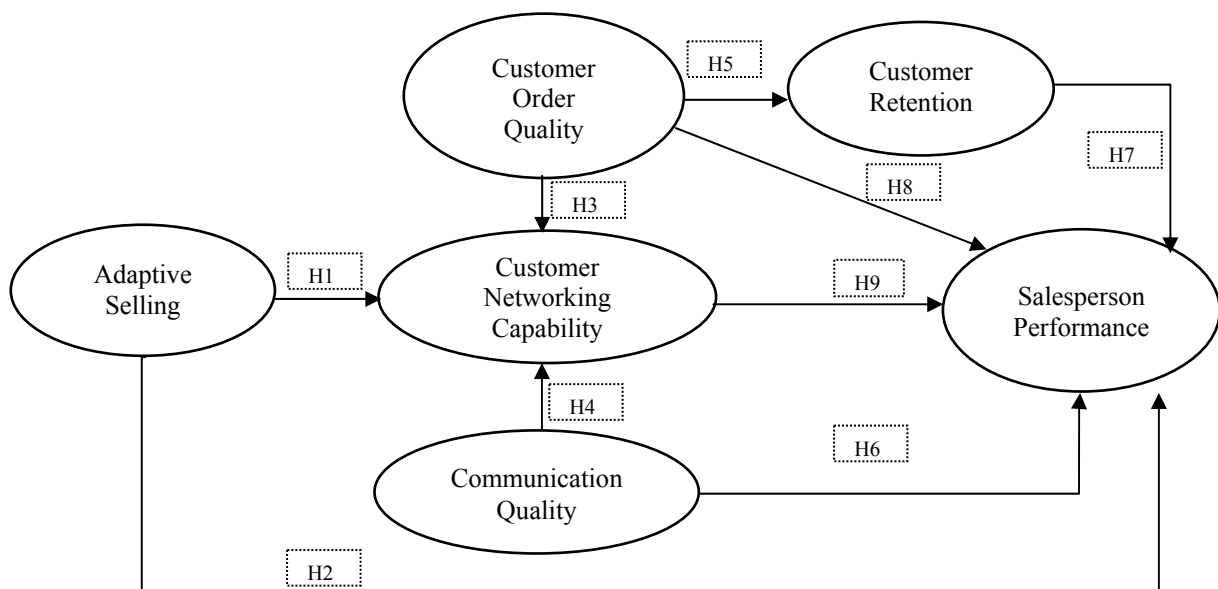 Customer
Order
Quality
H5
Customer
Retention
H7
H8
H3
Adaptive
Selling
H1
Customer
Networking
Capability
H9
Salesperson
Performance
H4
Communication
Quality
H6
H2